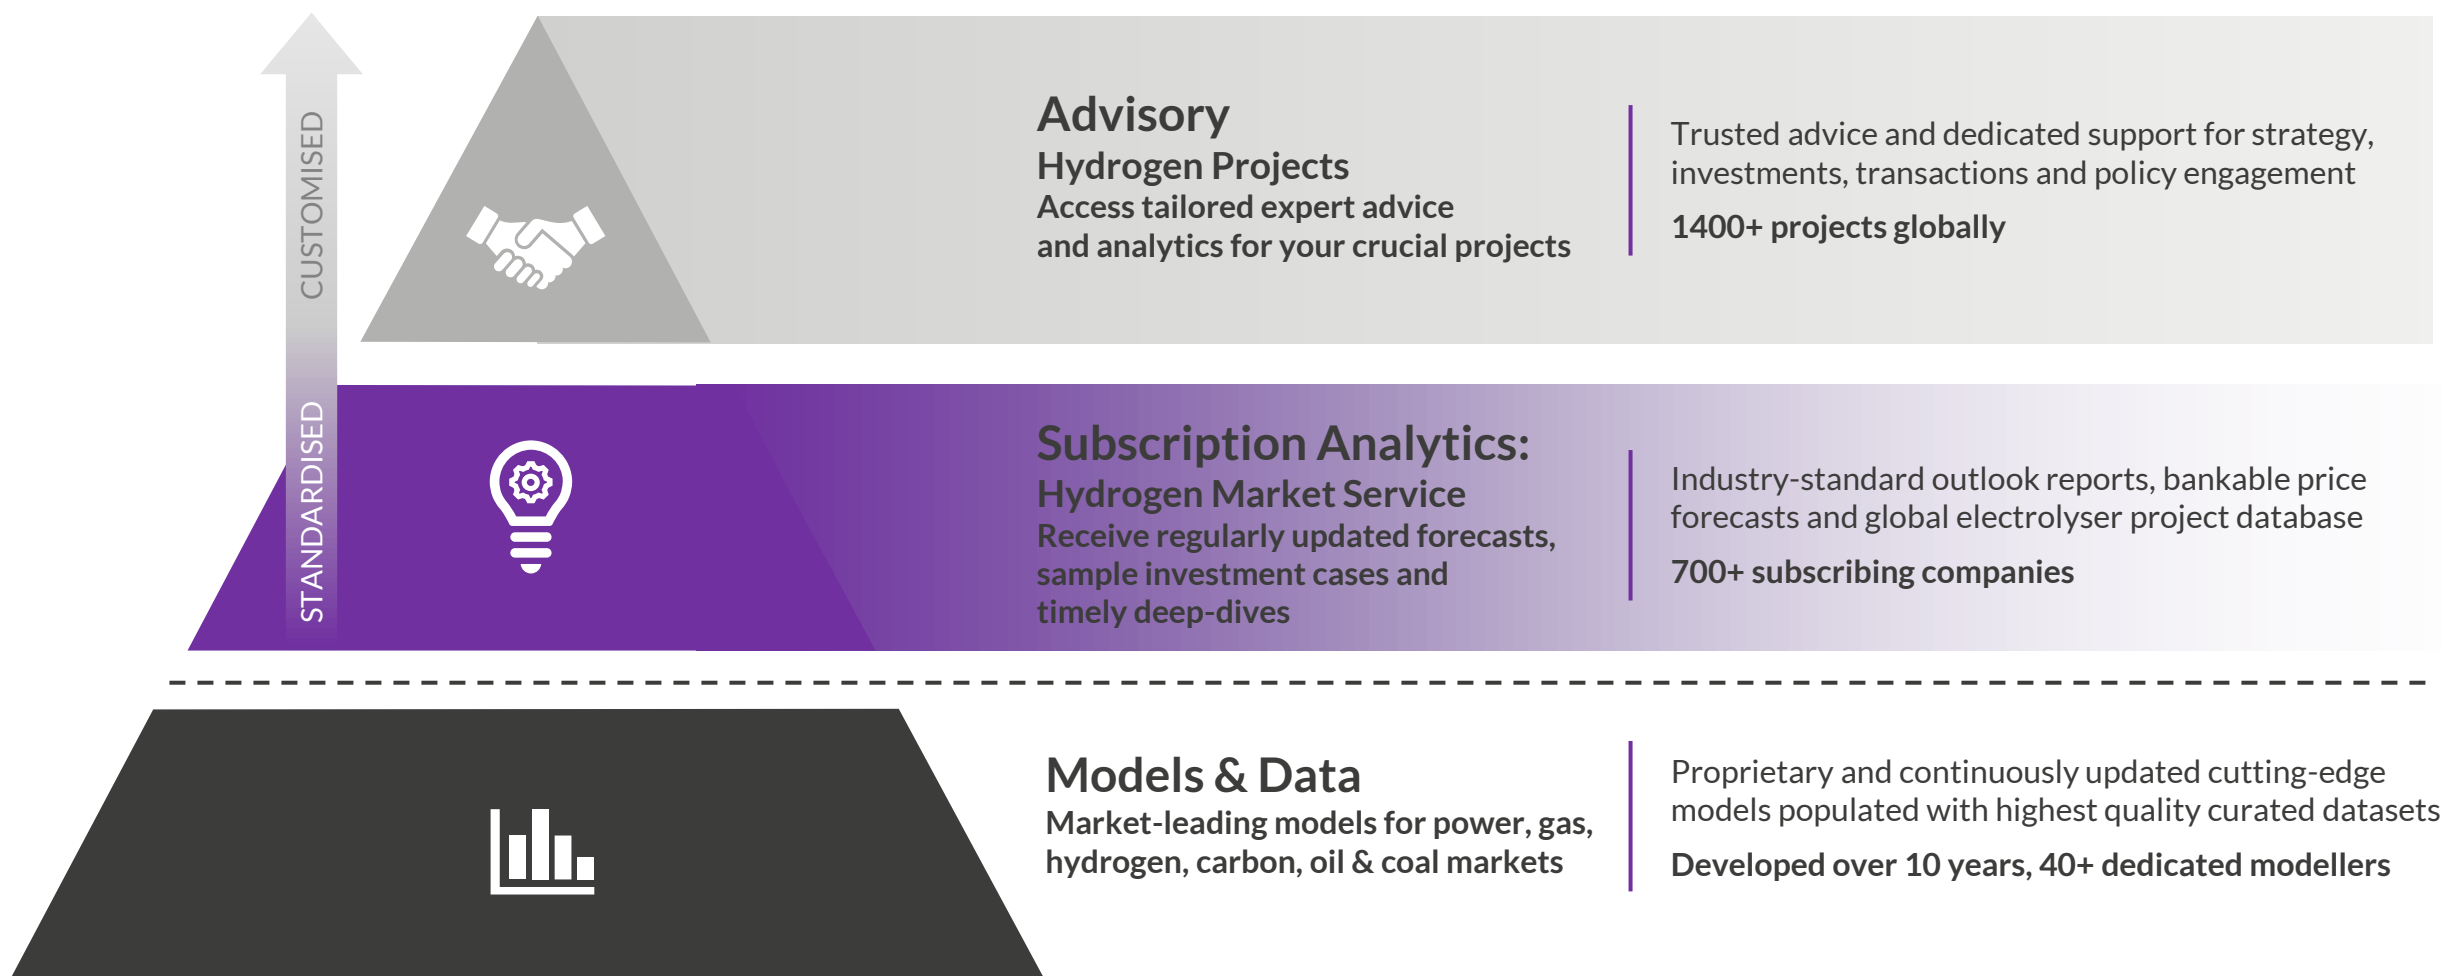 CUSTOMISED
Advisory
Hydrogen Projects
Access tailored expert advice
and analytics for your crucial projects
Trusted advice and dedicated support for strategy,
investments, transactions and policy engagement
1400+ projects globally
STANDARDISED
Subscription Analytics:
Hydrogen Market Service
Receive regularly updated forecasts,
sample investment cases and
timely deep-dives
Industry-standard outlook reports, bankable price
forecasts and global electrolyser project database
700+ subscribing companies
Models & Data
Market-leading models for power, gas,
hydrogen, carbon, oil & coal markets
Proprietary and continuously updated cutting-edge
models populated with highest quality curated datasets
Developed over 10 years, 40+ dedicated modellers